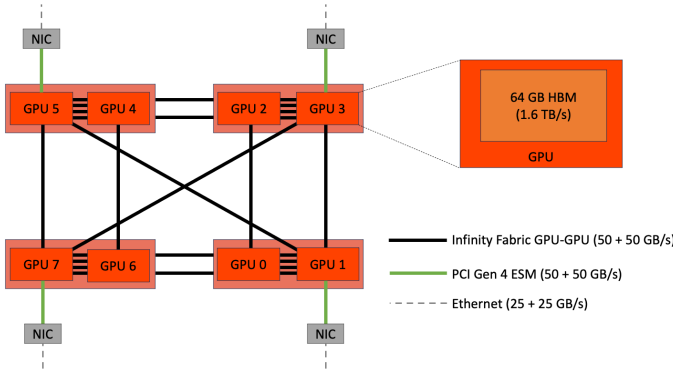 NIC
NIC
GPU 5
GPU 4
GPU 2
GPU 3
64 GB HBM
(1.6 TB/s)
GPU
GPU 7
GPU 6
GPU 0
GPU 1
Infinity Fabric GPU-GPU (50 + 50 GB/s)
PCI Gen 4 ESM (50 + 50 GB/s)
Ethernet (25 + 25 GB/s)
NIC
NIC